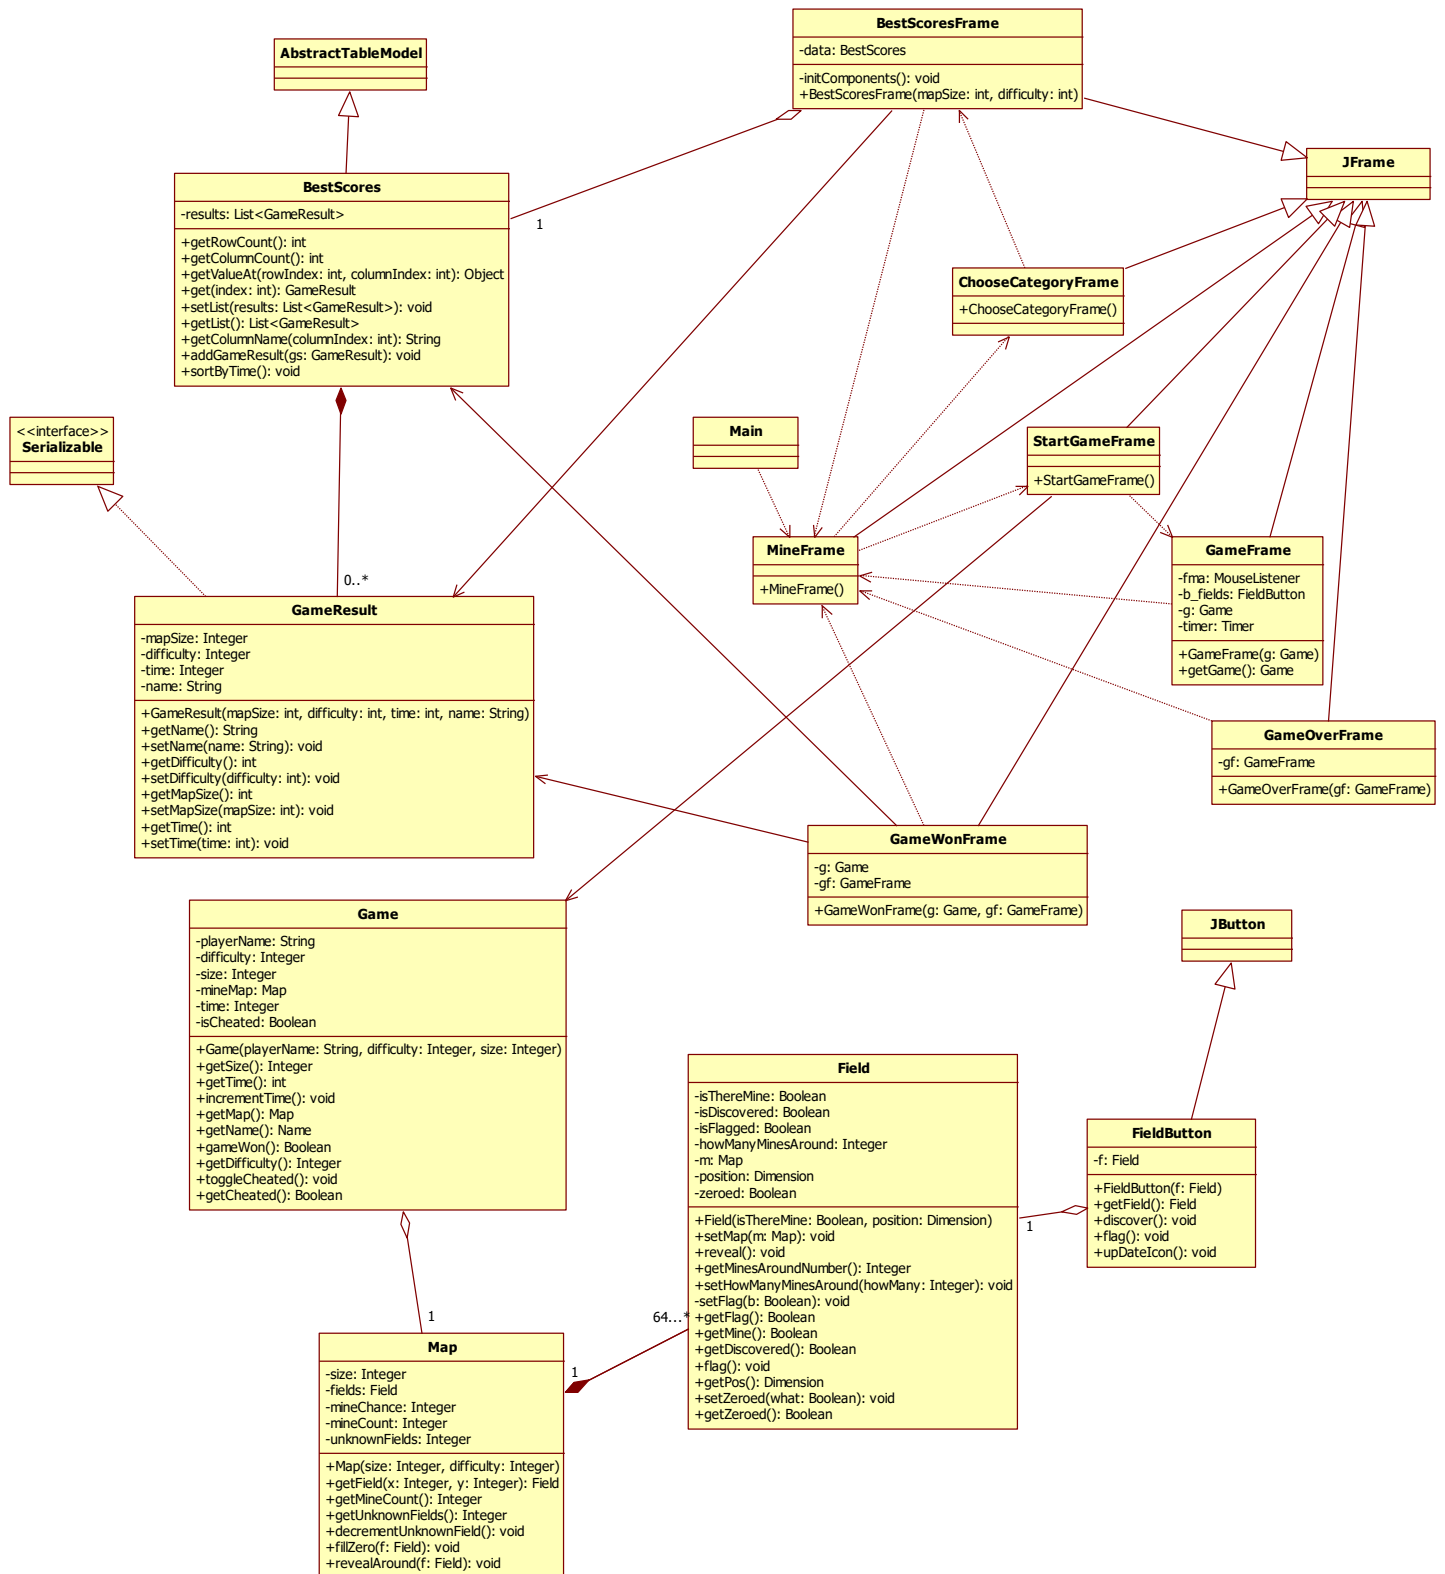 BestScoresFrame
-data: BestScores
-initComponents(): void
+BestScoresFrame(mapSize: int, difficulty: int)
AbstractTableModel
JFrame
BestScores
-results: List<GameResult>
+getRowCount(): int
+getColumnCount(): int
+getValueAt(rowIndex: int, columnIndex: int): Object
+get(index: int): GameResult
+setList(results: List<GameResult>): void
+getList(): List<GameResult>
+getColumnName(columnIndex: int): String
+addGameResult(gs: GameResult): void
+sortByTime(): void
1
ChooseCategoryFrame
+ChooseCategoryFrame()
<<interface>>
Serializable
Main
StartGameFrame
+StartGameFrame()
MineFrame
+MineFrame()
GameFrame
-fma: MouseListener
-b_fields: FieldButton
-g: Game
-timer: Timer
+GameFrame(g: Game)
+getGame(): Game
0..*
GameResult
-mapSize: Integer
-difficulty: Integer
-time: Integer
-name: String
+GameResult(mapSize: int, difficulty: int, time: int, name: String)
+getName(): String
+setName(name: String): void
+getDifficulty(): int
+setDifficulty(difficulty: int): void
+getMapSize(): int
+setMapSize(mapSize: int): void
+getTime(): int
+setTime(time: int): void
GameOverFrame
-gf: GameFrame
+GameOverFrame(gf: GameFrame)
GameWonFrame
-g: Game
-gf: GameFrame
+GameWonFrame(g: Game, gf: GameFrame)
Game
-playerName: String
-difficulty: Integer
-size: Integer
-mineMap: Map
-time: Integer
-isCheated: Boolean
+Game(playerName: String, difficulty: Integer, size: Integer)
+getSize(): Integer
+getTime(): int
+incrementTime(): void
+getMap(): Map
+getName(): Name
+gameWon(): Boolean
+getDifficulty(): Integer
+toggleCheated(): void
+getCheated(): Boolean
JButton
Field
-isThereMine: Boolean
-isDiscovered: Boolean
-isFlagged: Boolean
-howManyMinesAround: Integer
-m: Map
-position: Dimension
-zeroed: Boolean
+Field(isThereMine: Boolean, position: Dimension)
+setMap(m: Map): void
+reveal(): void
+getMinesAroundNumber(): Integer
+setHowManyMinesAround(howMany: Integer): void
-setFlag(b: Boolean): void
+getFlag(): Boolean
+getMine(): Boolean
+getDiscovered(): Boolean
+flag(): void
+getPos(): Dimension
+setZeroed(what: Boolean): void
+getZeroed(): Boolean
FieldButton
-f: Field
+FieldButton(f: Field)
+getField(): Field
+discover(): void
+flag(): void
+upDateIcon(): void
1
1
64...*
1
Map
-size: Integer
-fields: Field
-mineChance: Integer
-mineCount: Integer
-unknownFields: Integer
+Map(size: Integer, difficulty: Integer)
+getField(x: Integer, y: Integer): Field
+getMineCount(): Integer
+getUnknownFields(): Integer
+decrementUnknownField(): void
+fillZero(f: Field): void
+revealAround(f: Field): void